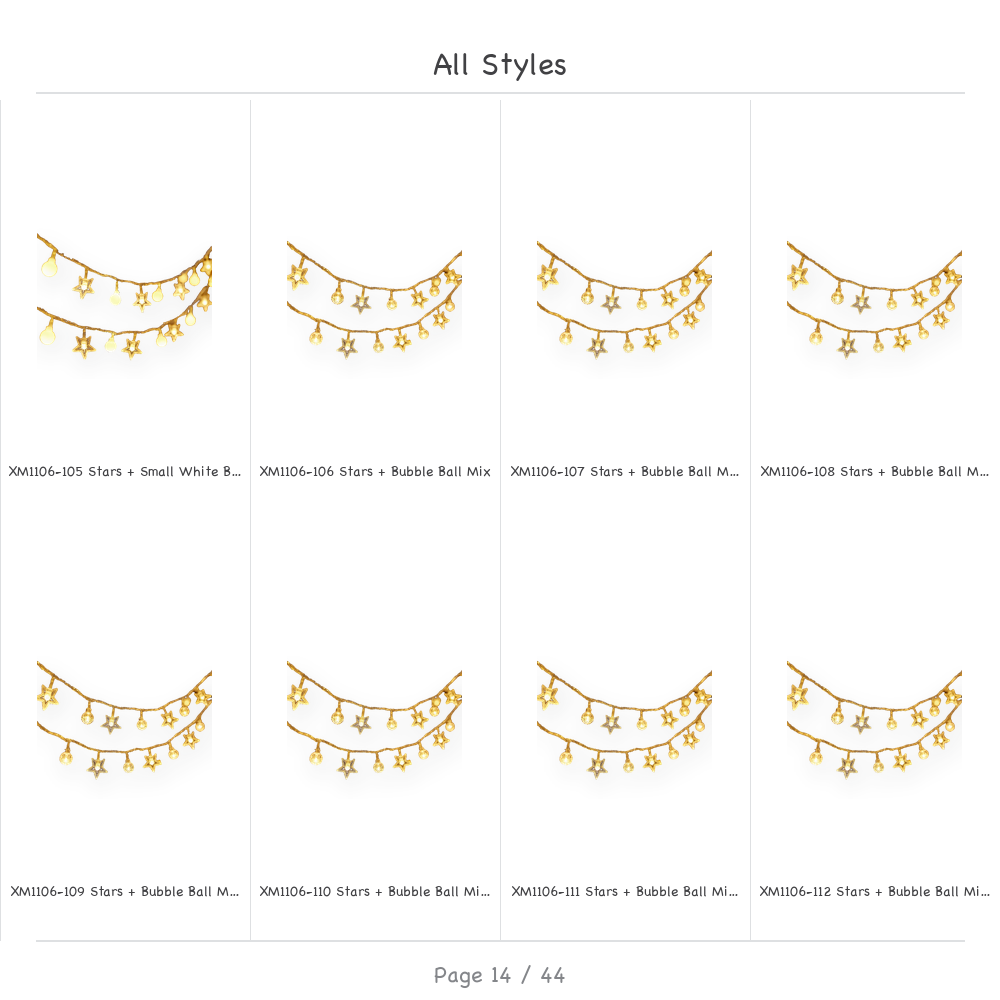 All Styles
XM1106-105 Stars + Small White B...
XM1106-106 Stars + Bubble Ball Mix
XM1106-107 Stars + Bubble Ball M...
XM1106-108 Stars + Bubble Ball M...
XM1106-109 Stars + Bubble Ball M...
XM1106-110 Stars + Bubble Ball Mi...
XM1106-111 Stars + Bubble Ball Mi...
XM1106-112 Stars + Bubble Ball Mi...
Page 14 / 44